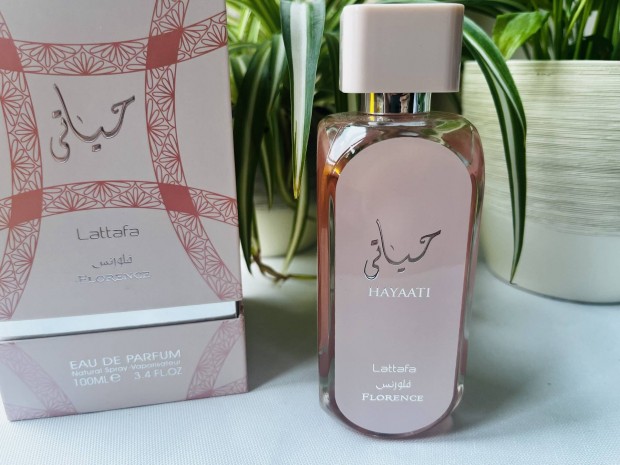 حياتي
Lattafa
فلورنس
FLORENCE
EAU DE PARFUM
Natural Spray Vaporisateur
100ML e 3.4 FL.OZ
حياتي
HAYAATI
Lattafa
فلورنس
FLORENCE